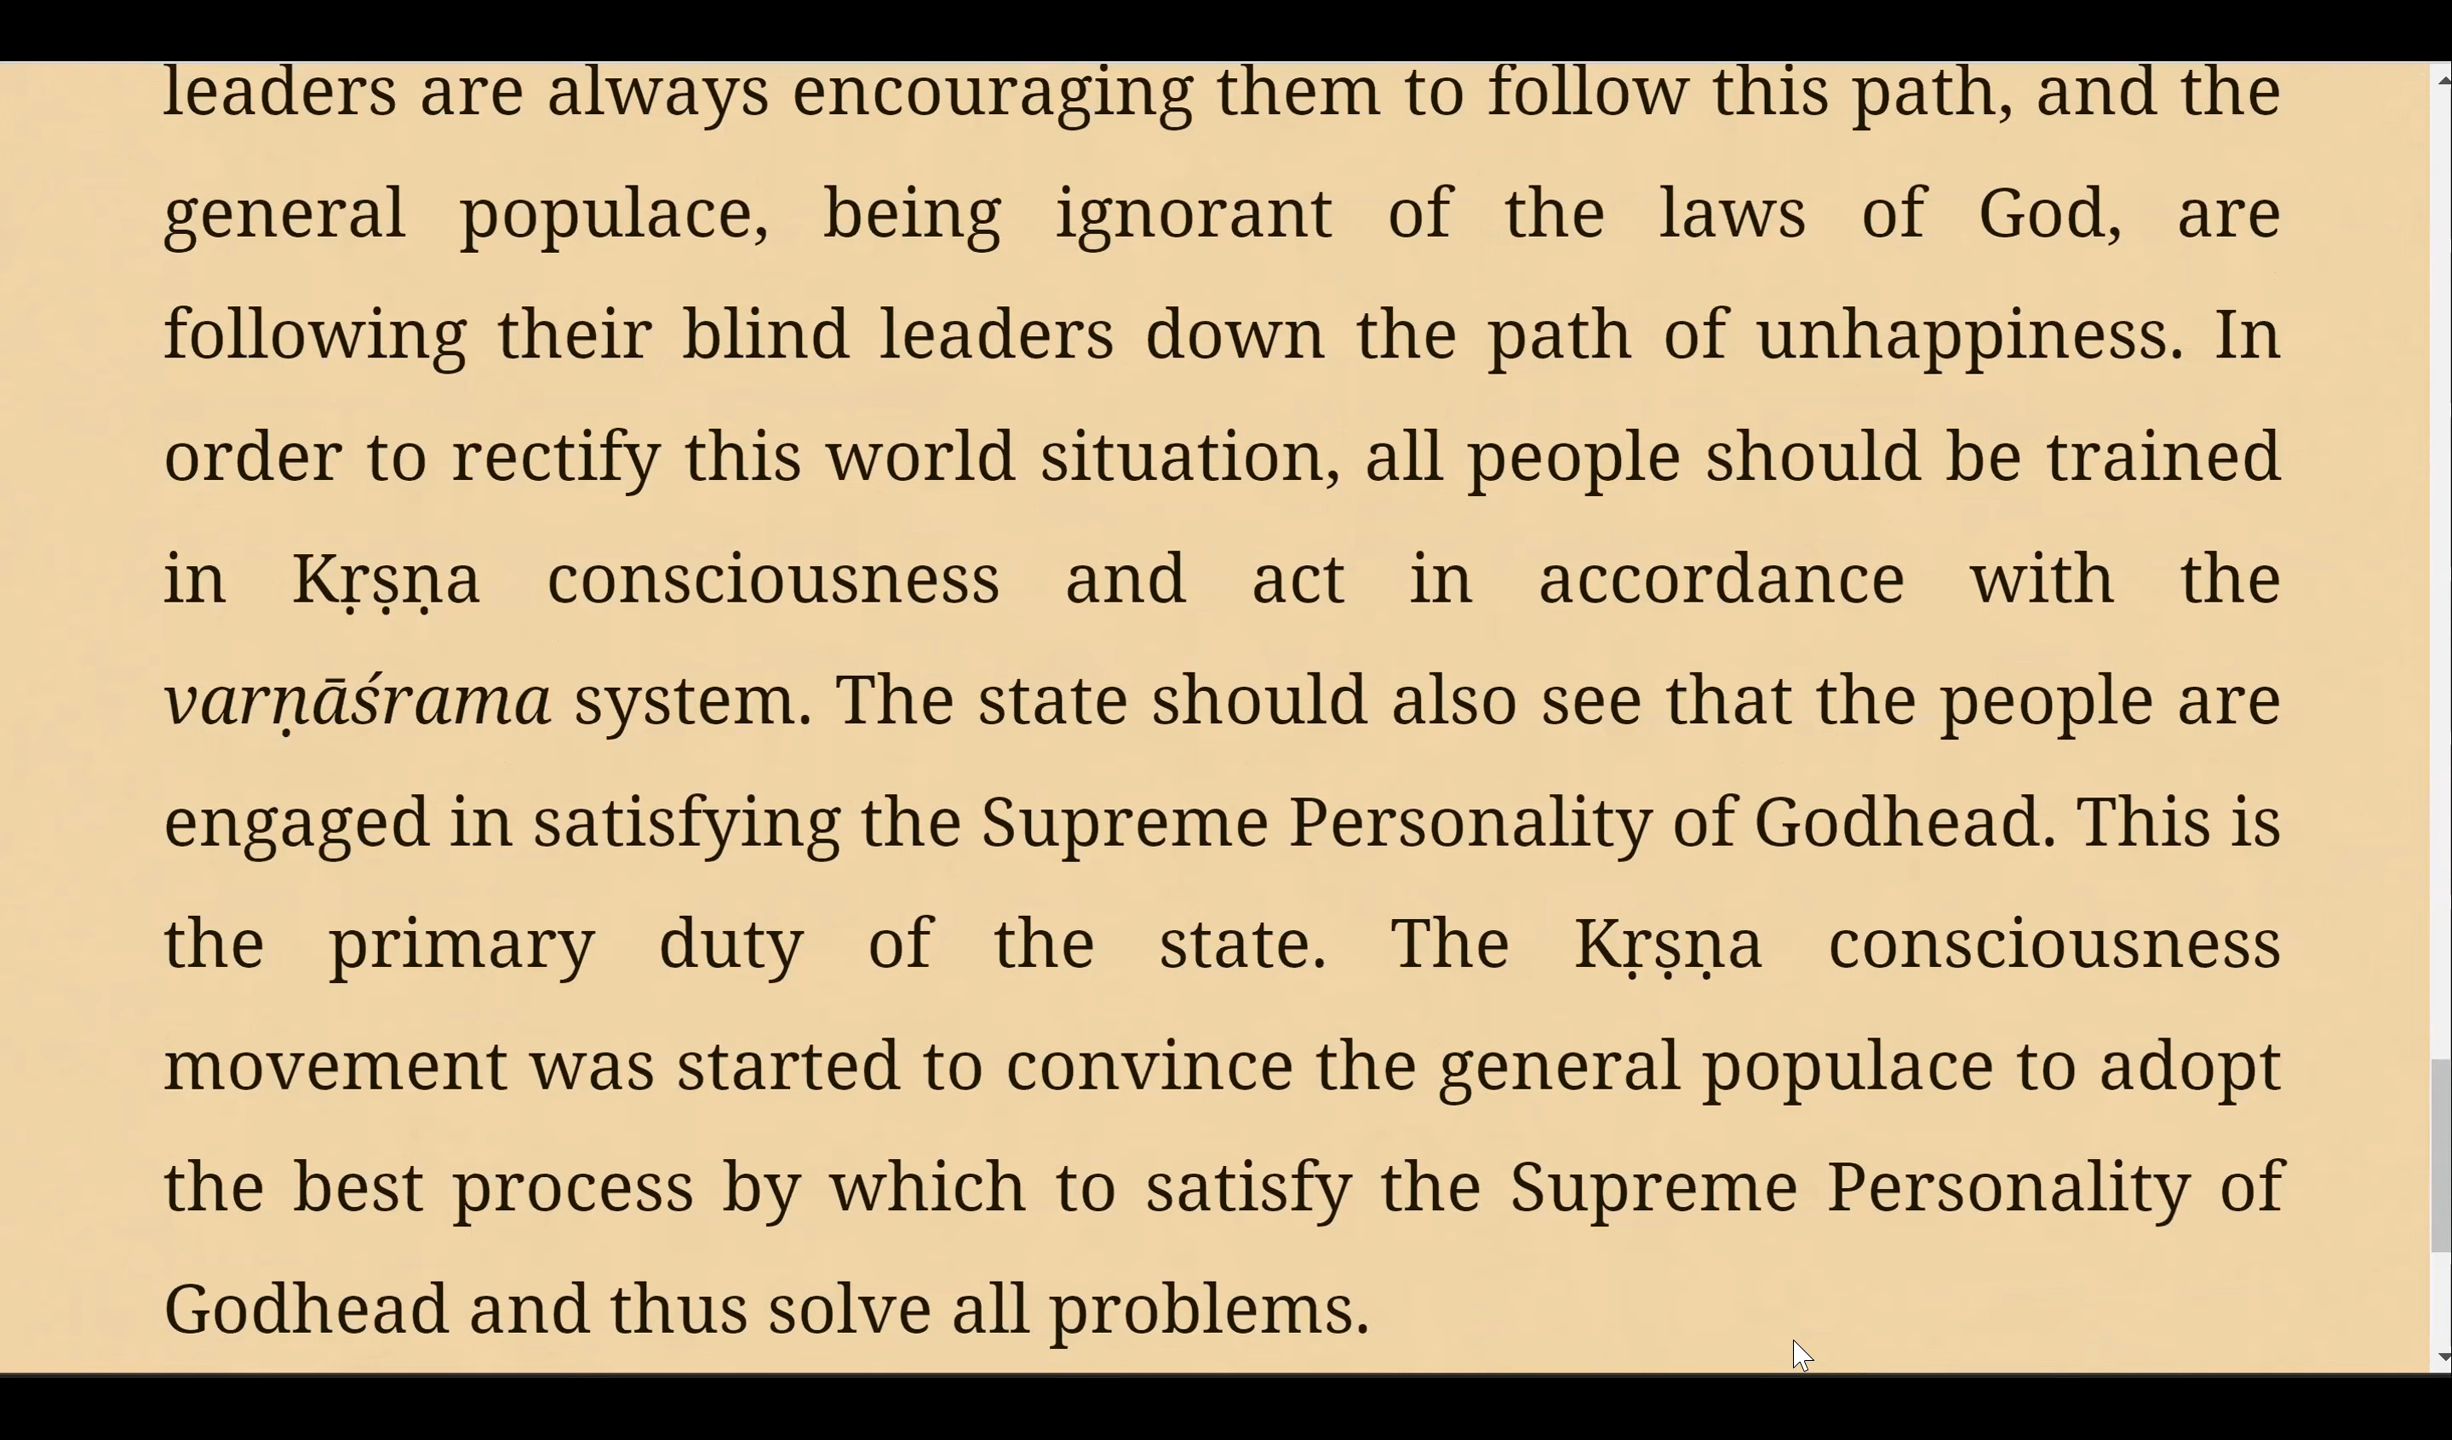 leaders are always encouraging them to follow this path, and the
general populace, being ignorant of the laws of God, are
following their blind leaders down the path of unhappiness. In
order to rectify this world situation, all people should be trained
in Kṛṣṇa consciousness and act in accordance with the
varṇāśrama system. The state should also see that the people are
engaged in satisfying the Supreme Personality of Godhead. This is
the primary duty of the state. The Kṛṣṇa consciousness
movement was started to convince the general populace to adopt
the best process by which to satisfy the Supreme Personality of
Godhead and thus solve all problems.